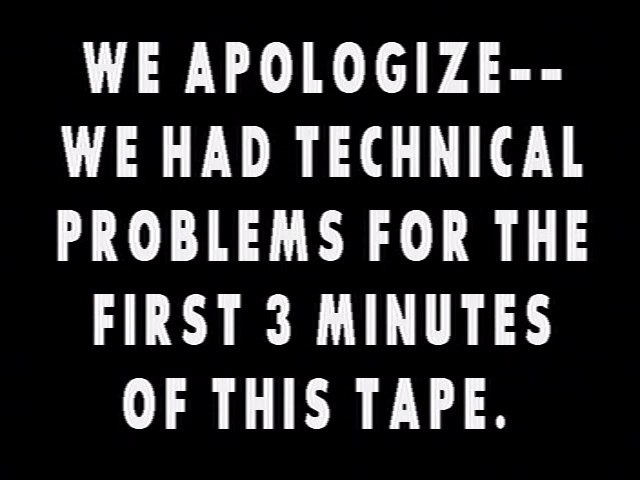 WE APOLOGIZE--
WE HAD TECHNICAL
PROBLEMS FOR THE
FIRST 3 MINUTES
OF THIS TAPE.